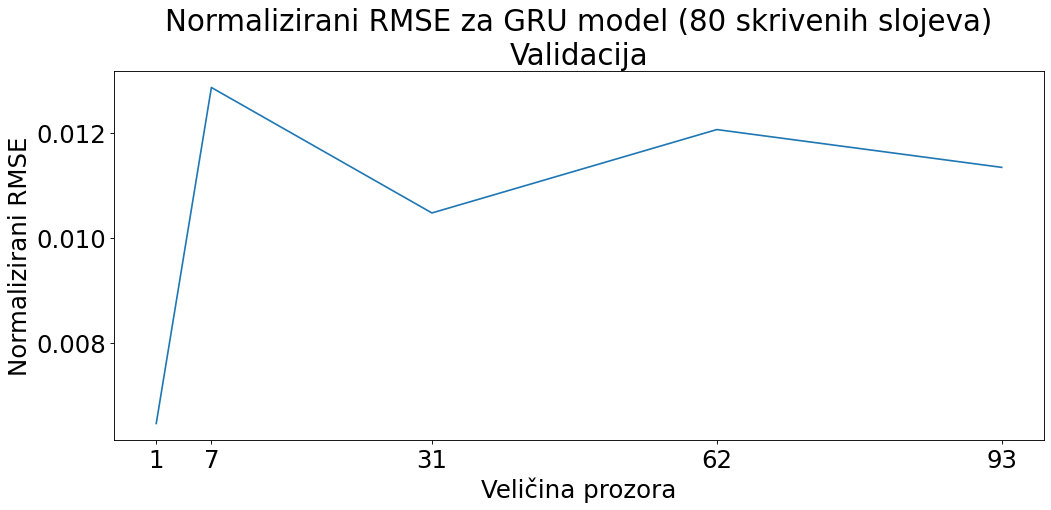 Normalizirani RMSE za GRU model (80 skrivenih slojeva)
Validacija
Normalizirani RMSE
0.012
0.010
0.008
1 7 31 62 93
Veličina prozora